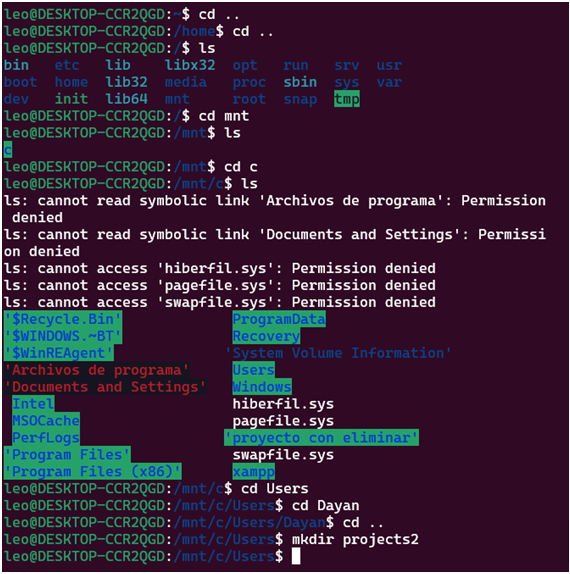 leo@DESKTOP-CCR2QGD:~$ cd ..
leo@DESKTOP-CCR2QGD:/home$ cd ..
leo@DESKTOP-CCR2QGD:/$ ls
bin   etc   lib    libx32  opt   run   srv  usr
boot  home  lib32  media   proc  sbin  sys  var
dev   init  lib64  mnt     root  snap  tmp
leo@DESKTOP-CCR2QGD:/$ cd mnt
leo@DESKTOP-CCR2QGD:/mnt$ ls
c
leo@DESKTOP-CCR2QGD:/mnt$ cd c
leo@DESKTOP-CCR2QGD:/mnt/c$ ls
ls: cannot read symbolic link 'Archivos de programa': Permission
 denied
ls: cannot read symbolic link 'Documents and Settings': Permissi
on denied
ls: cannot access 'hiberfil.sys': Permission denied
ls: cannot access 'pagefile.sys': Permission denied
ls: cannot access 'swapfile.sys': Permission denied
'$Recycle.Bin'             ProgramData
'$WINDOWS.~BT'             Recovery
'$WinREAgent'             'System Volume Information'
'Archivos de programa'     Users
'Documents and Settings'   Windows
 Intel                     hiberfil.sys
 MSOCache                  pagefile.sys
 PerfLogs                 'proyecto con eliminar'
'Program Files'            swapfile.sys
'Program Files (x86)'      xampp
leo@DESKTOP-CCR2QGD:/mnt/c$ cd Users
leo@DESKTOP-CCR2QGD:/mnt/c/Users$ cd Dayan
leo@DESKTOP-CCR2QGD:/mnt/c/Users/Dayan$ cd ..
leo@DESKTOP-CCR2QGD:/mnt/c/Users$ mkdir projects2
leo@DESKTOP-CCR2QGD:/mnt/c/Users$